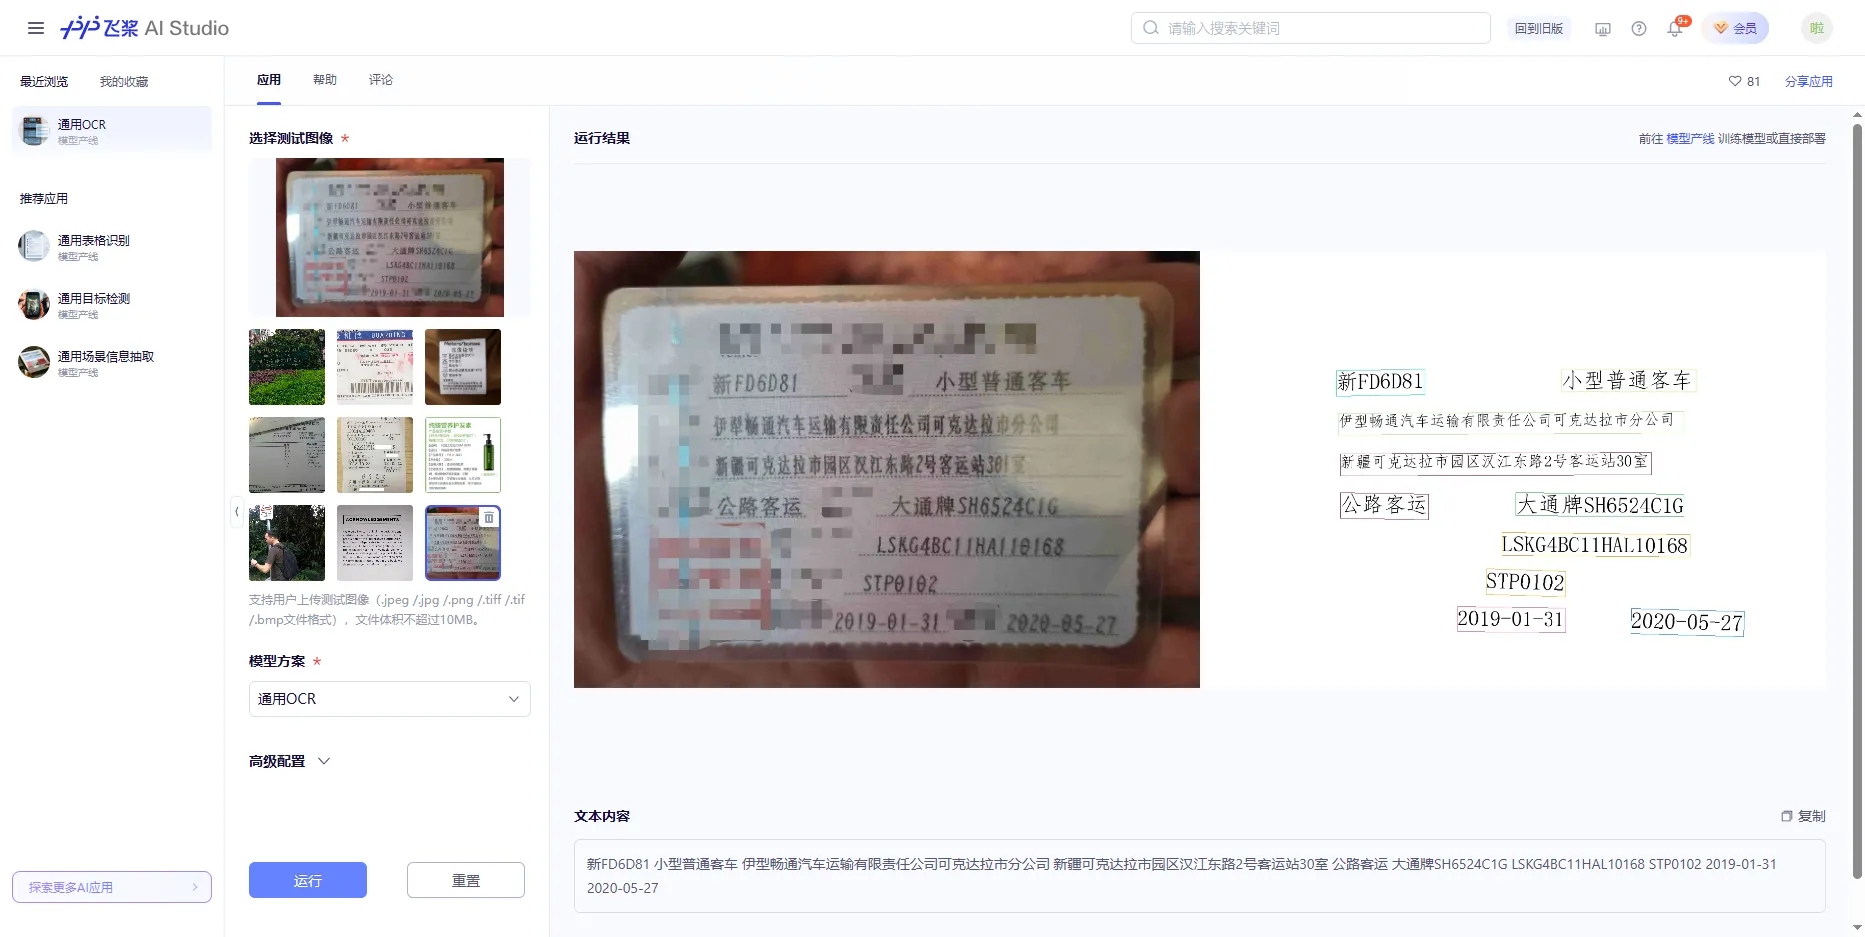 飞桨 AI Studio
请输入搜索关键词
回到旧版
9+
会员
啦
最近浏览 我的收藏
通用OCR
模型产线
推荐应用
通用表格识别
模型产线
通用目标检测
模型产线
通用场景信息抽取
模型产线
探索更多AI应用
应用 帮助 评论
81 分享应用
选择测试图像 *
支持用户上传测试图像（.jpeg /.jpg /.png /.tiff /.tif
/.bmp文件格式），文件体积不超过10MB。
模型方案 *
通用OCR
高级配置
运行 重置
运行结果
前往 模型产线 训练模型或直接部署
新FD6D81 小型普通客车
伊型畅通汽车运输有限责任公司可克达拉市分公司
新疆可克达拉市园区汉江东路2号客运站301室
公路客运 大通牌SH6524C1G
LSKG4BC11HA110168
STP0102
2019-01-31 2020-05-27
新FD6D81 小型普通客车
伊型畅通汽车运输有限责任公司可克达拉市分公司
新疆可克达拉市园区汉江东路2号客运站30室
公路客运 大通牌SH6524C1G
LSKG4BC11HAL10168
STP0102
2019-01-31 2020-05-27
文本内容
复制
新FD6D81 小型普通客车 伊型畅通汽车运输有限责任公司可克达拉市分公司 新疆可克达拉市园区汉江东路2号客运站30室 公路客运 大通牌SH6524C1G LSKG4BC11HAL10168 STP0102 2019-01-31
2020-05-27